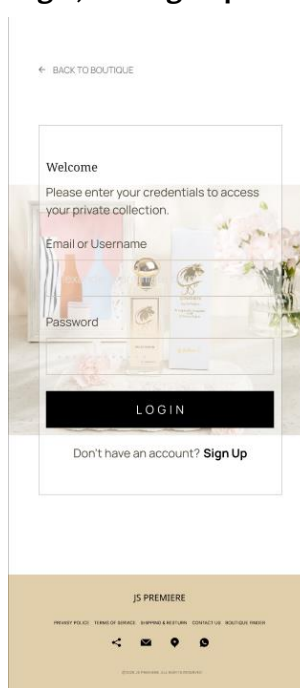 ← BACK TO BOUTIQUE
Welcome
Please enter your credentials to access
your private collection.
Email or Username
Password
LOGIN
Don't have an account? Sign Up
JS PREMIERE
PRIVACY POLICE TERMS OF SERVICE SHIPPING & RETURN CONTACT US BOUTIQUE FINDER